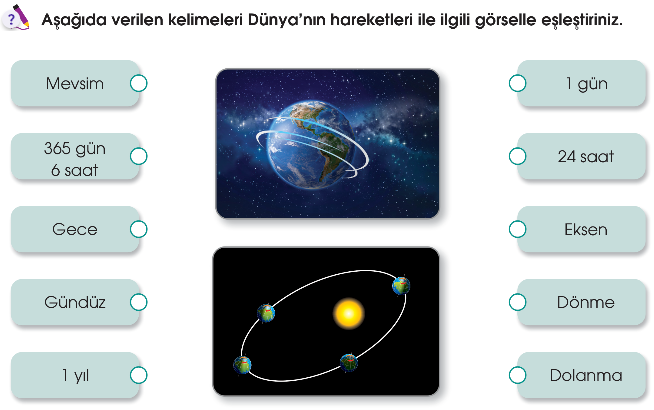 ? Aşağıda verilen kelimeleri Dünya'nın hareketleri ile ilgili görselle eşleştiriniz.
Mevsim
365 gün
6 saat
Gece
Gündüz
1 yıl
1 gün
24 saat
Eksen
Dönme
Dolanma